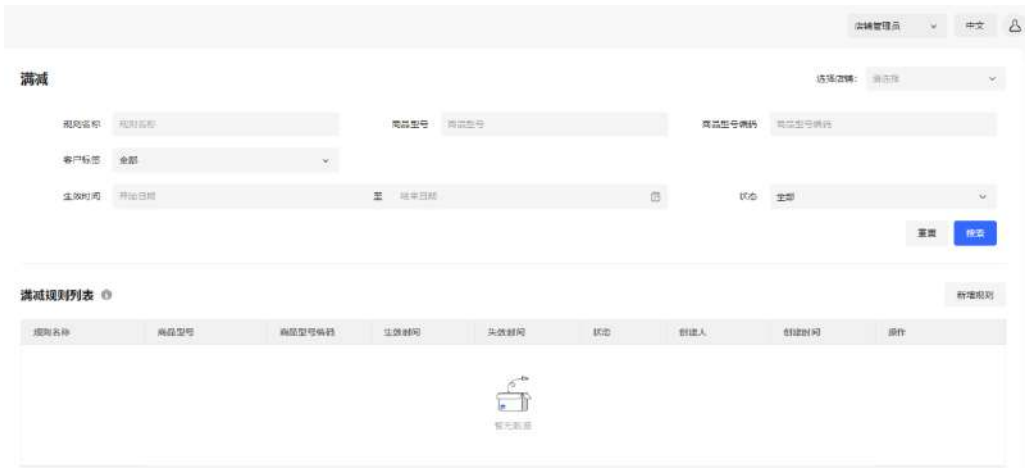 店铺管理员 中文
满减 选择店铺: 请选择
规则名称 规则名称 商品型号 商品型号 商品型号编码 商品型号编码
客户标签 全部
生效时间 开始日期 至 结束日期 状态 全部
重置 搜索
满减规则列表 新增规则
规则名称 商品型号 商品型号编码 生效时间 失效时间 状态 创建人 创建时间 操作
暂无数据